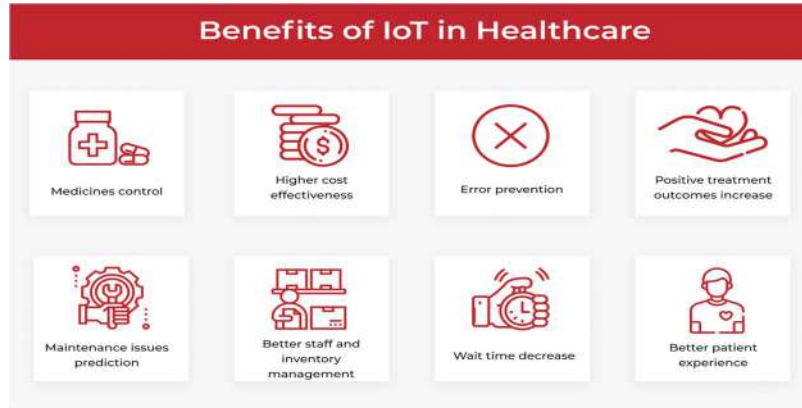 Benefits of IoT in Healthcare
Medicines control
Higher cost
effectiveness
Error prevention
Positive treatment
outcomes increase
Maintenance issues
prediction
Better staff and
inventory
management
Wait time decrease
Better patient
experience